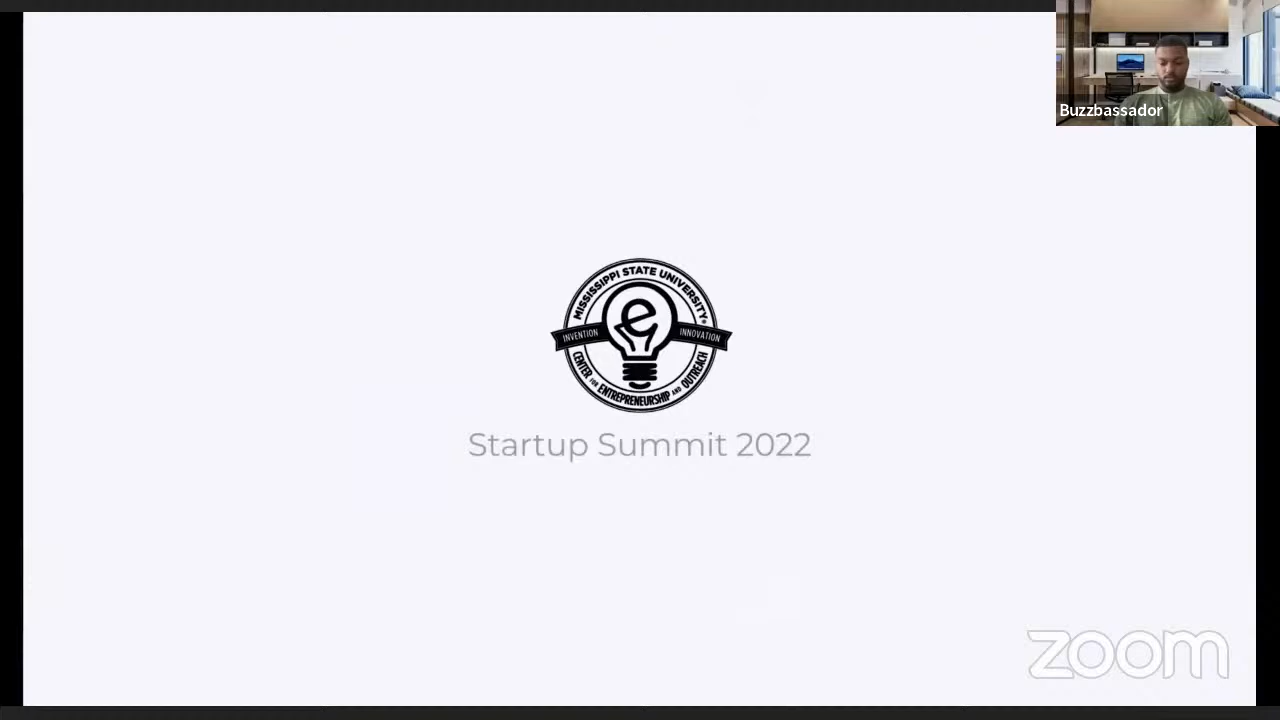 Buzzbassador
MISSISSIPPI STATE UNIVERSITY®
e
INVENTION
INNOVATION
CENTER FOR ENTREPRENEURSHIP AND OUTREACH
Startup Summit 2022
zoom